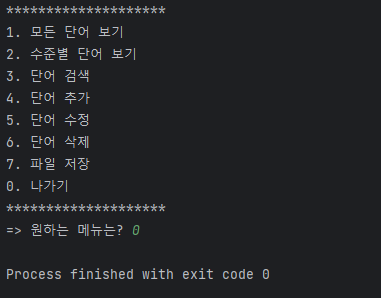 ********************
1. 모든 단어 보기
2. 수준별 단어 보기
3. 단어 검색
4. 단어 추가
5. 단어 수정
6. 단어 삭제
7. 파일 저장
0. 나가기
********************
=> 원하는 메뉴는? 0
Process finished with exit code 0